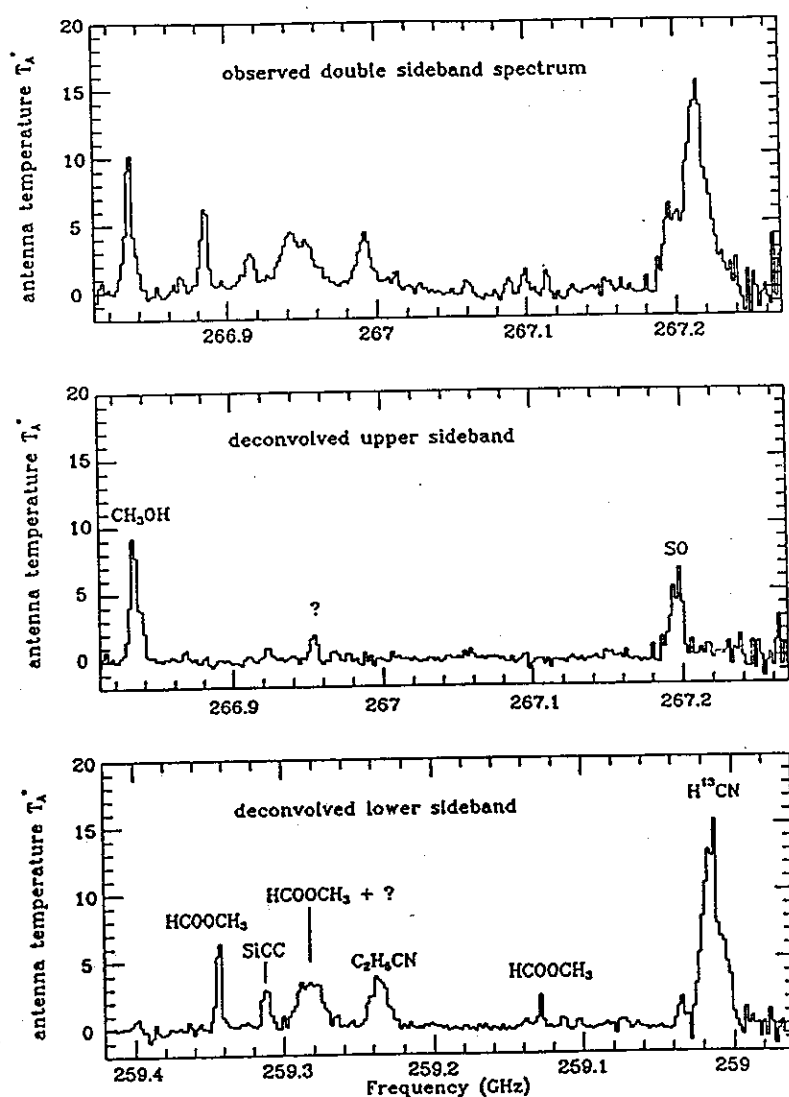 20
observed double sideband spectrum
15
antenna temperature T_A^*
10
5
0
266.9 267 267.1 267.2
20
deconvolved upper sideband
15
antenna temperature T_A^*
CH₃OH
10
SO
5
?
0
266.9 267 267.1 267.2
20
H¹³CN
deconvolved lower sideband
15
antenna temperature T_A^*
10
HCOOCH₃ + ?
HCOOCH₃
SiCC
C₂H₅CN
HCOOCH₃
5
0
259.4 259.3 259.2 259.1 259
Frequency (GHz)